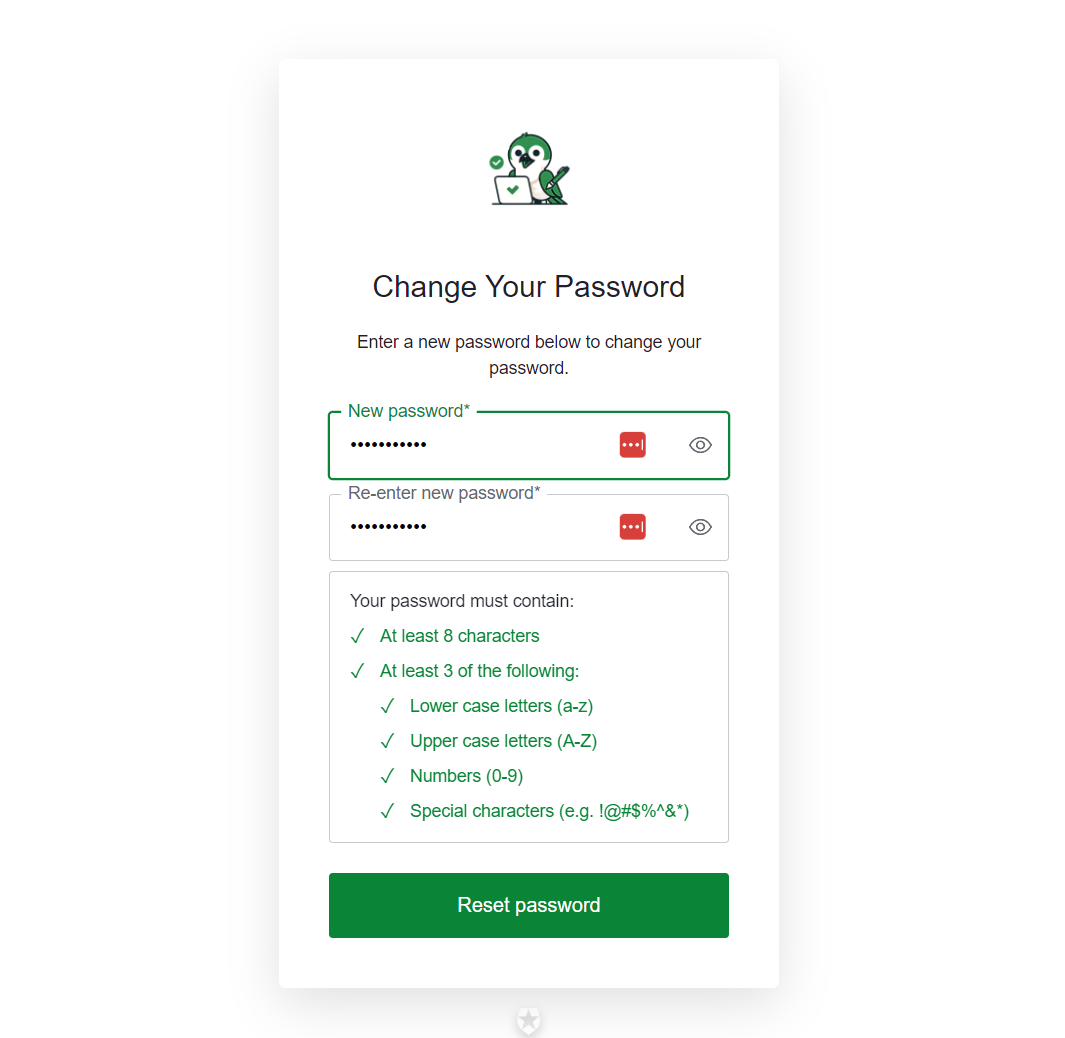 Change Your Password
Enter a new password below to change your
password.
New password*
•••••••••••
Re-enter new password*
•••••••••••
Your password must contain:
At least 8 characters
At least 3 of the following:
Lower case letters (a-z)
Upper case letters (A-Z)
Numbers (0-9)
Special characters (e.g. !@#$%^&*)
Reset password